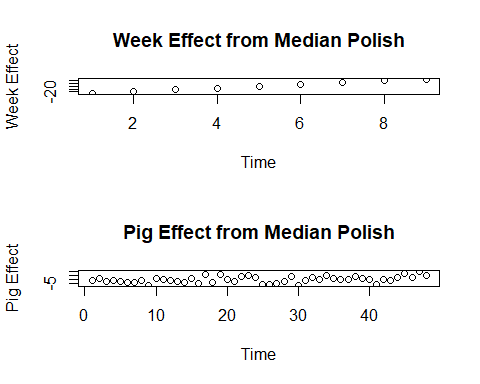 Week Effect from Median Polish
Week Effect
-20
2 4 6 8
Time
Pig Effect from Median Polish
Pig Effect
-5
0 10 20 30 40
Time